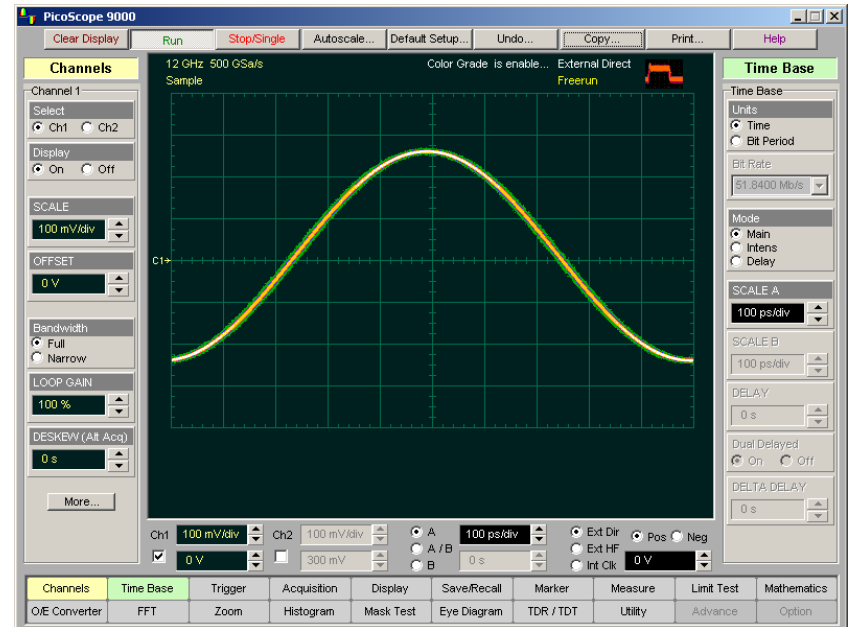 PicoScope 9000
Clear Display Run Stop/Single Autoscale... Default Setup... Undo... Copy... Print... Help
Channels
Channel 1
Select
Ch1 Ch2
Display
On Off
SCALE
100 mV/div
OFFSET
0 V
Bandwidth
Full
Narrow
LOOP GAIN
100 %
DESKEW (Alt Acq)
0 s
More...
12 GHz 500 GSa/s Color Grade is enable... External Direct
Sample Freerun
C1
Time Base
Time Base
Units
Time
Bit Period
Bit Rate
51.8400 Mb/s
Mode
Main
Intens
Delay
SCALE A
100 ps/div
SCALE B
100 ps/div
DELAY
0 s
Dual Delayed
On Off
DELTA DELAY
0 s
Ch1 100 mV/div Ch2 100 mV/div A 100 ps/div Ext Dir Pos Neg
A / B Ext HF
0 V 300 mV B 0 s Int Clk 0 V
Channels Time Base Trigger Acquisition Display Save/Recall Marker Measure Limit Test Mathematics
O/E Converter FFT Zoom Histogram Mask Test Eye Diagram TDR / TDT Utility Advance Option